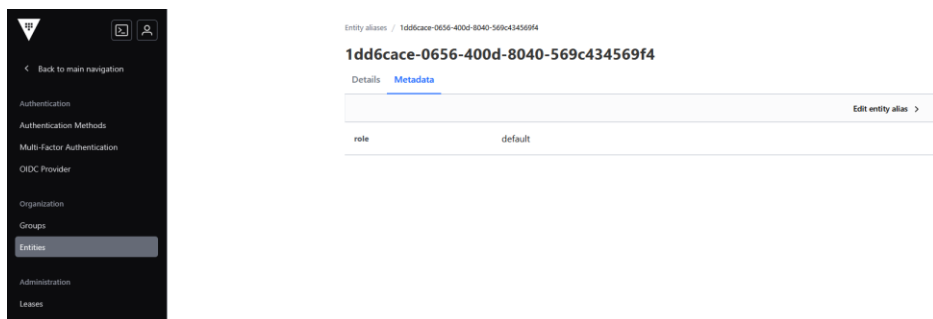 Back to main navigation
Authentication
Authentication Methods
Multi-Factor Authentication
OIDC Provider
Organization
Groups
Entities
Administration
Leases
Entity aliases / 1dd6cace-0656-400d-8040-569c434569f4
1dd6cace-0656-400d-8040-569c434569f4
Details Metadata
Edit entity alias >
role default